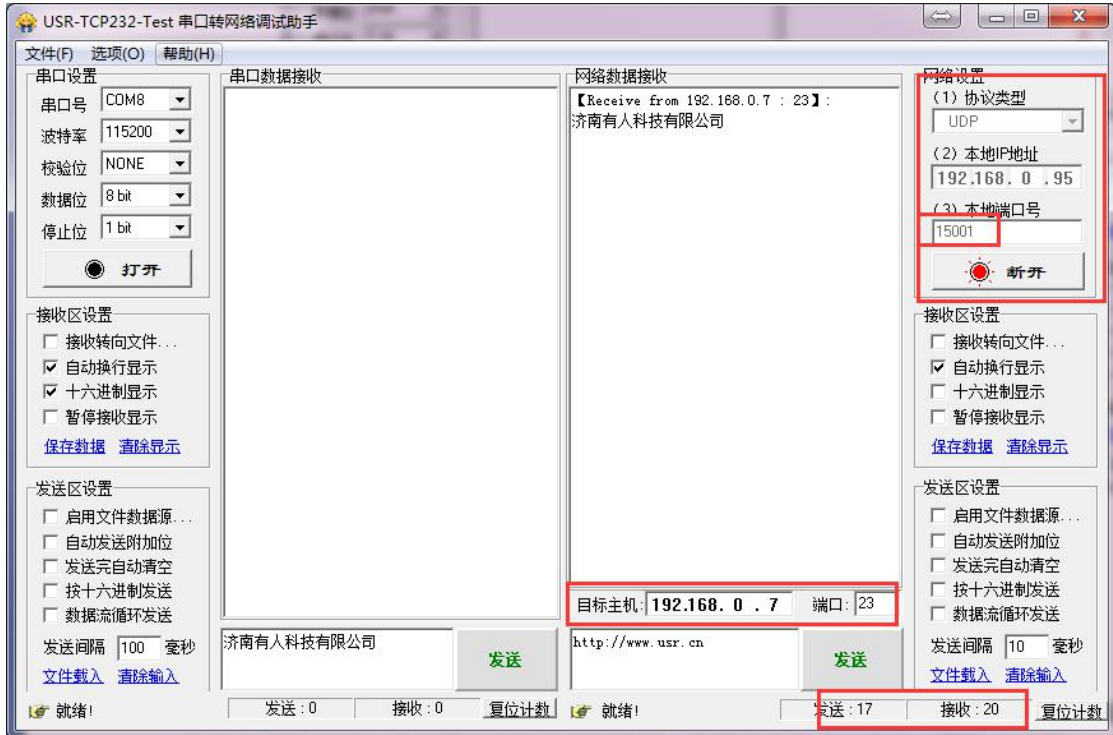 USR-TCP232-Test 串口转网络调试助手
文件(F) 选项(O) 帮助(H)
串口设置
串口号 COM8
波特率 115200
校验位 NONE
数据位 8 bit
停止位 1 bit
打开
接收区设置
接收转向文件...
自动换行显示
十六进制显示
暂停接收显示
保存数据 清除显示
发送区设置
启用文件数据源...
自动发送附加位
发送完自动清空
按十六进制发送
数据流循环发送
发送间隔 100 毫秒
文件载入 清除输入
串口数据接收
济南有人科技有限公司
发送
网络数据接收
【Receive from 192.168.0.7 : 23】:
济南有人科技有限公司
目标主机: 192.168. 0 . 7 端口: 23
http://www.usr.cn
发送
网络设置
(1) 协议类型
UDP
(2) 本地IP地址
192.168. 0 .95
(3) 本地端口号
15001
断开
接收区设置
接收转向文件...
自动换行显示
十六进制显示
暂停接收显示
保存数据 清除显示
发送区设置
启用文件数据源...
自动发送附加位
发送完自动清空
按十六进制发送
数据流循环发送
发送间隔 10 毫秒
文件载入 清除输入
就绪! 发送:0 接收:0 复位计数
就绪! 发送:17 接收:20 复位计数